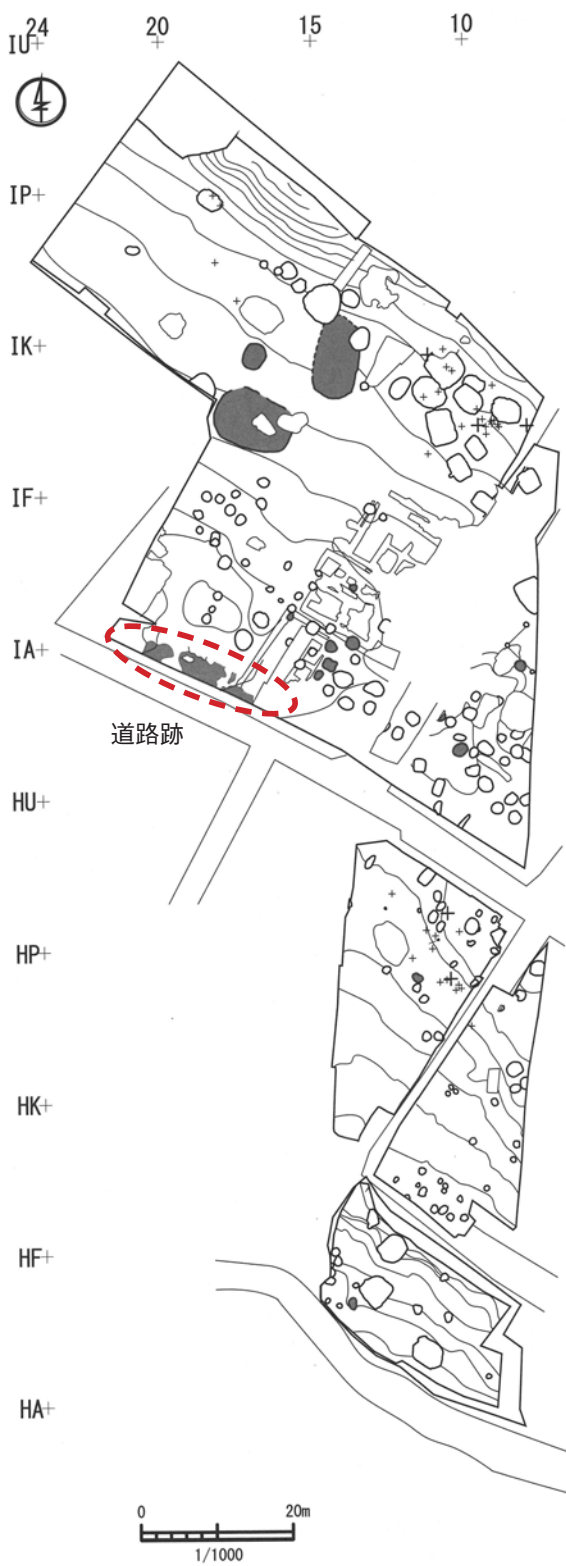 24 20 15 10
IU
IP
IK
IF
IA
道路跡
HU
HP
HK
HF
HA
0 20m
1/1000